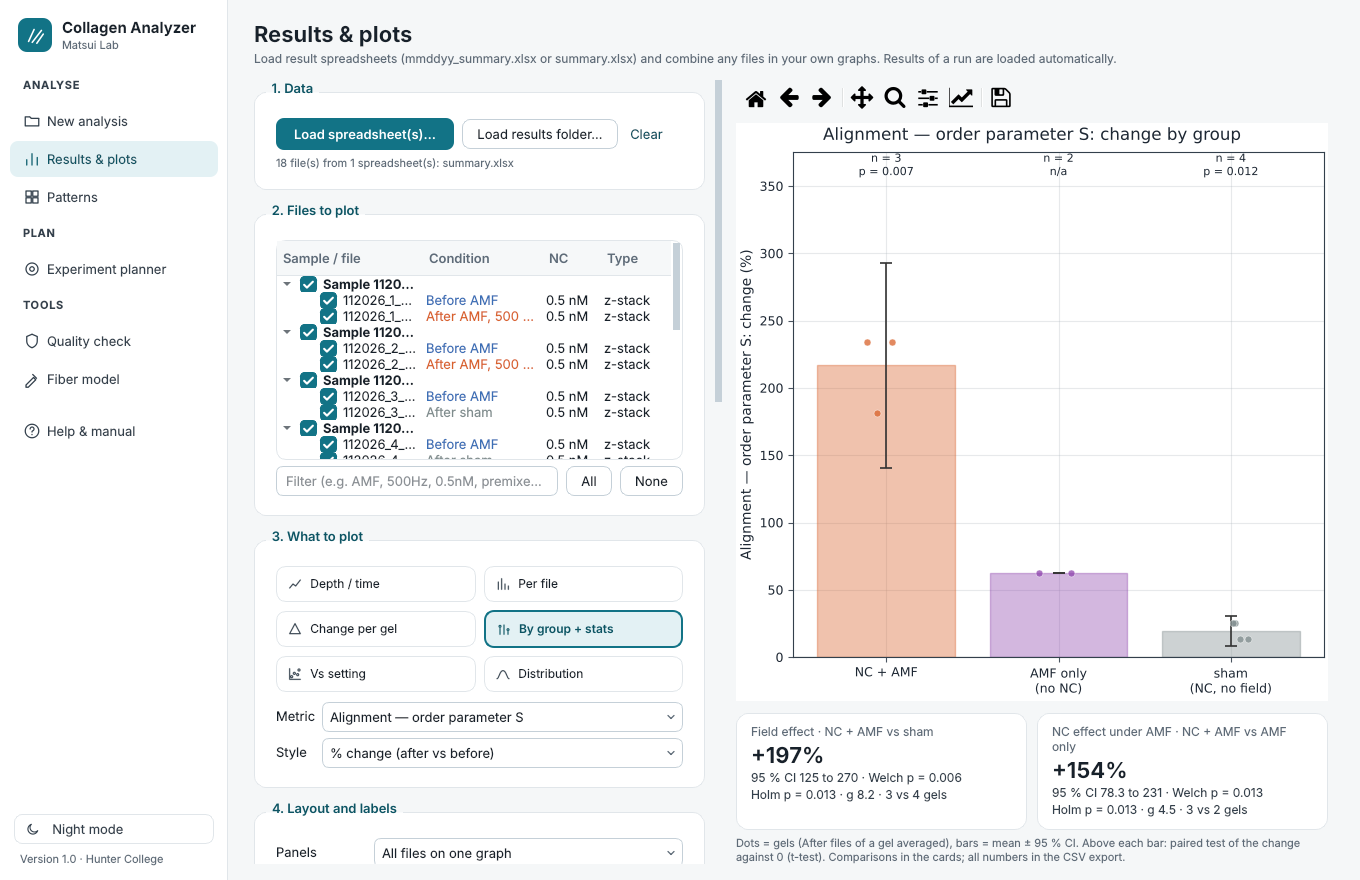 Collagen Analyzer
Matsui Lab
ANALYSE
New analysis
Results & plots
Patterns
PLAN
Experiment planner
TOOLS
Quality check
Fiber model
Help & manual
Night mode
Version 1.0 · Hunter College
Results & plots
Load result spreadsheets (mmddyy_summary.xlsx or summary.xlsx) and combine any files in your own graphs. Results of a run are loaded automatically.
1. Data
Load spreadsheet(s)...
Load results folder...
Clear
18 file(s) from 1 spreadsheet(s): summary.xlsx
2. Files to plot
Sample / file Condition NC Type
Sample 1120...
112026_1_... Before AMF 0.5 nM z-stack
112026_1_... After AMF, 500 ... 0.5 nM z-stack
Sample 1120...
112026_2_... Before AMF 0.5 nM z-stack
112026_2_... After AMF, 500 ... 0.5 nM z-stack
Sample 1120...
112026_3_... Before AMF 0.5 nM z-stack
112026_3_... After sham 0.5 nM z-stack
Sample 1120...
112026_4_... Before AMF 0.5 nM z-stack
112026_4_... After sham 0.5 nM z-stack
Filter (e.g. AMF, 500Hz, 0.5nM, premixe...
All
None
3. What to plot
Depth / time
Per file
Change per gel
By group + stats
Vs setting
Distribution
Metric Alignment — order parameter S
Style % change (after vs before)
4. Layout and labels
Panels All files on one graph
Alignment — order parameter S: change by group
n = 3
p = 0.007
n = 2
n/a
n = 4
p = 0.012
Alignment — order parameter S: change (%)
350
300
250
200
150
100
50
0
NC + AMF
AMF only
(no NC)
sham
(NC, no field)
Field effect · NC + AMF vs sham
+197%
95 % CI 125 to 270 · Welch p = 0.006
Holm p = 0.013 · g 8.2 · 3 vs 4 gels
NC effect under AMF · NC + AMF vs AMF
only
+154%
95 % CI 78.3 to 231 · Welch p = 0.013
Holm p = 0.013 · g 4.5 · 3 vs 2 gels
Dots = gels (After files of a gel averaged), bars = mean ± 95 % CI. Above each bar: paired test of the change
against 0 (t-test). Comparisons in the cards; all numbers in the CSV export.